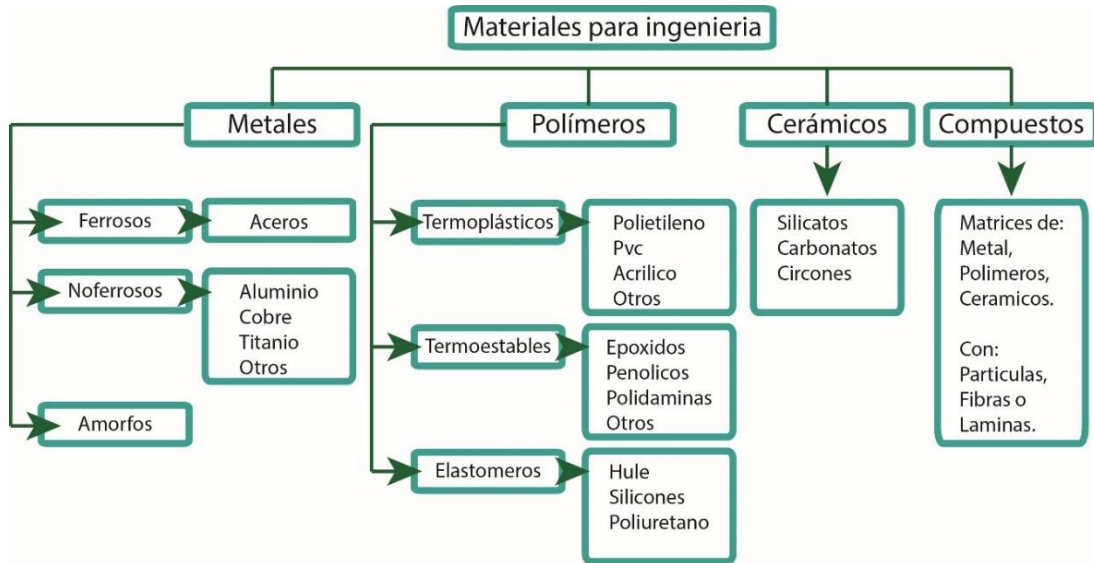 Materiales para ingenieria
Metales
Polímeros
Cerámicos
Compuestos
Ferrosos
Aceros
Noferrosos
Aluminio
Cobre
Titanio
Otros
Amorfos
Termoplásticos
Polietileno
Pvc
Acrilico
Otros
Termoestables
Epoxidos
Penolicos
Polidaminas
Otros
Elastomeros
Hule
Silicones
Poliuretano
Silicatos
Carbonatos
Circones
Matrices de:
Metal,
Polimeros,
Ceramicos.
Con:
Particulas,
Fibras o
Laminas.